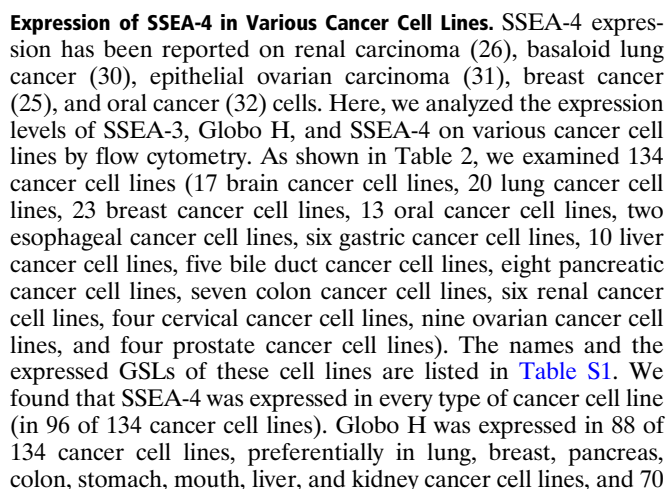 Expression of SSEA-4 in Various Cancer Cell Lines. SSEA-4 expres-
sion has been reported on renal carcinoma (26), basaloid lung
cancer (30), epithelial ovarian carcinoma (31), breast cancer
(25), and oral cancer (32) cells. Here, we analyzed the expression
levels of SSEA-3, Globo H, and SSEA-4 on various cancer cell
lines by flow cytometry. As shown in Table 2, we examined 134
cancer cell lines (17 brain cancer cell lines, 20 lung cancer cell
lines, 23 breast cancer cell lines, 13 oral cancer cell lines, two
esophageal cancer cell lines, six gastric cancer cell lines, 10 liver
cancer cell lines, five bile duct cancer cell lines, eight pancreatic
cancer cell lines, seven colon cancer cell lines, six renal cancer
cell lines, four cervical cancer cell lines, nine ovarian cancer cell
lines, and four prostate cancer cell lines). The names and the
expressed GSLs of these cell lines are listed in Table S1. We
found that SSEA-4 was expressed in every type of cancer cell line
(in 96 of 134 cancer cell lines). Globo H was expressed in 88 of
134 cancer cell lines, preferentially in lung, breast, pancreas,
colon, stomach, mouth, liver, and kidney cancer cell lines, and 70